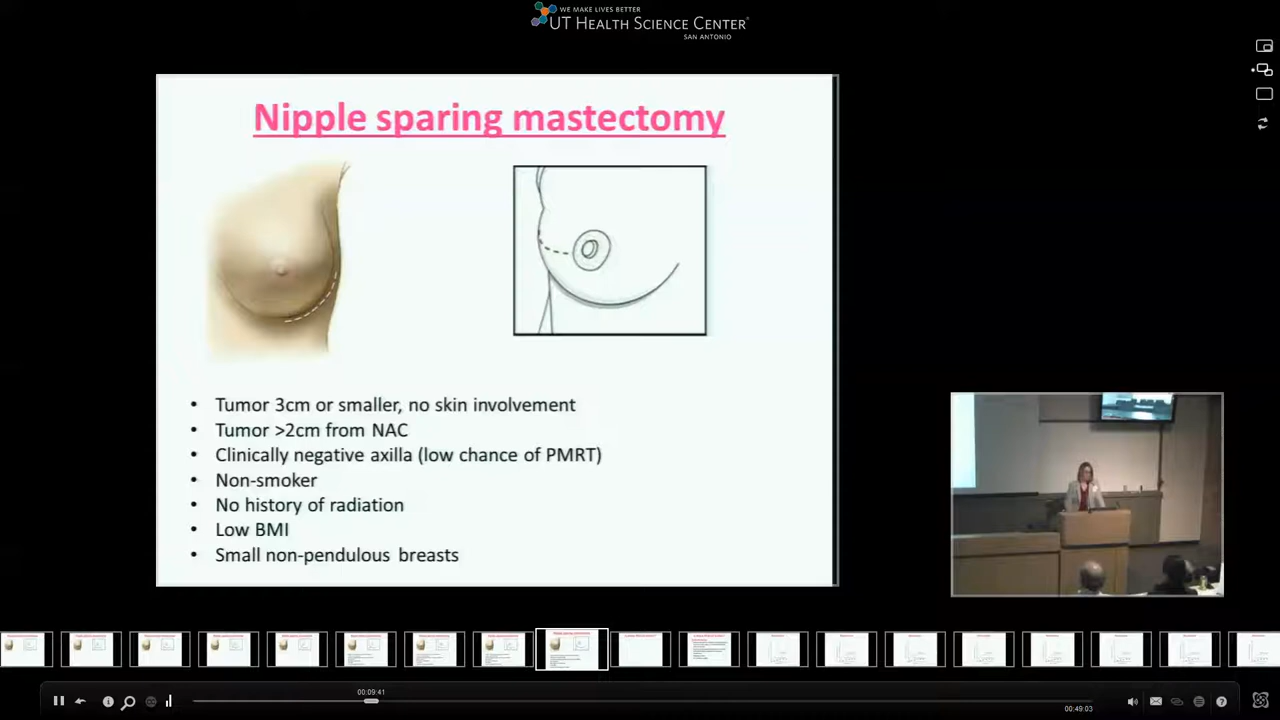 WE MAKE LIVES BETTER
UT HEALTH SCIENCE CENTER®
SAN ANTONIO
Nipple sparing mastectomy
• Tumor 3cm or smaller, no skin involvement
• Tumor >2cm from NAC
• Clinically negative axilla (low chance of PMRT)
• Non-smoker
• No history of radiation
• Low BMI
• Small non-pendulous breasts
00:09:41
00:49:03